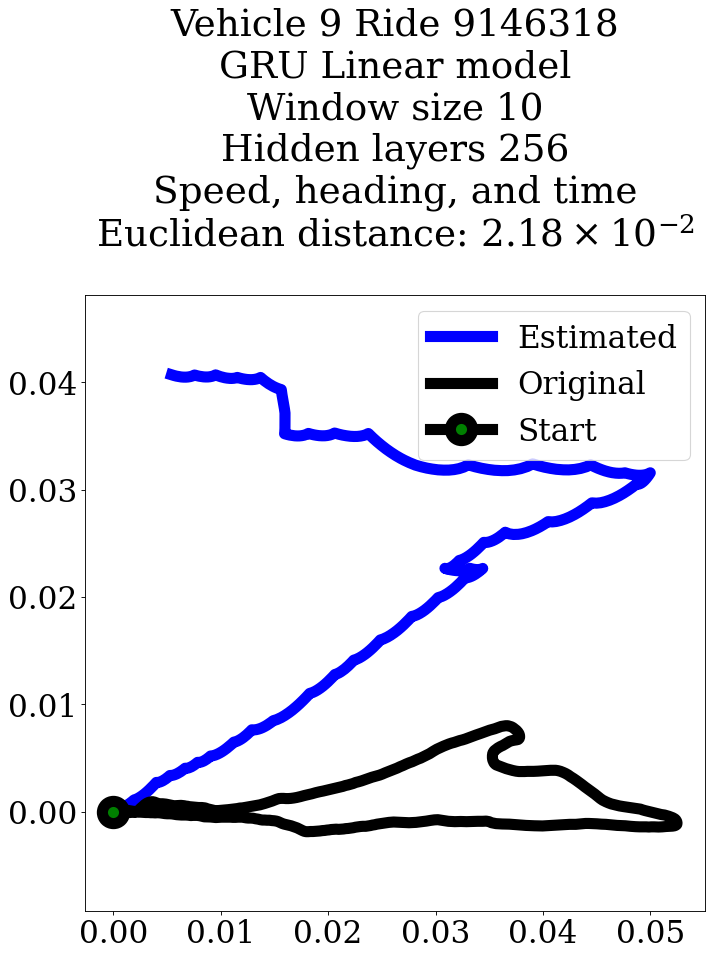 Vehicle 9 Ride 9146318
GRU Linear model
Window size 10
Hidden layers 256
Speed, heading, and time
Euclidean distance: 2.18 × 10⁻²
Estimated
Original
Start
0.04
0.03
0.02
0.01
0.00
0.00 0.01 0.02 0.03 0.04 0.05